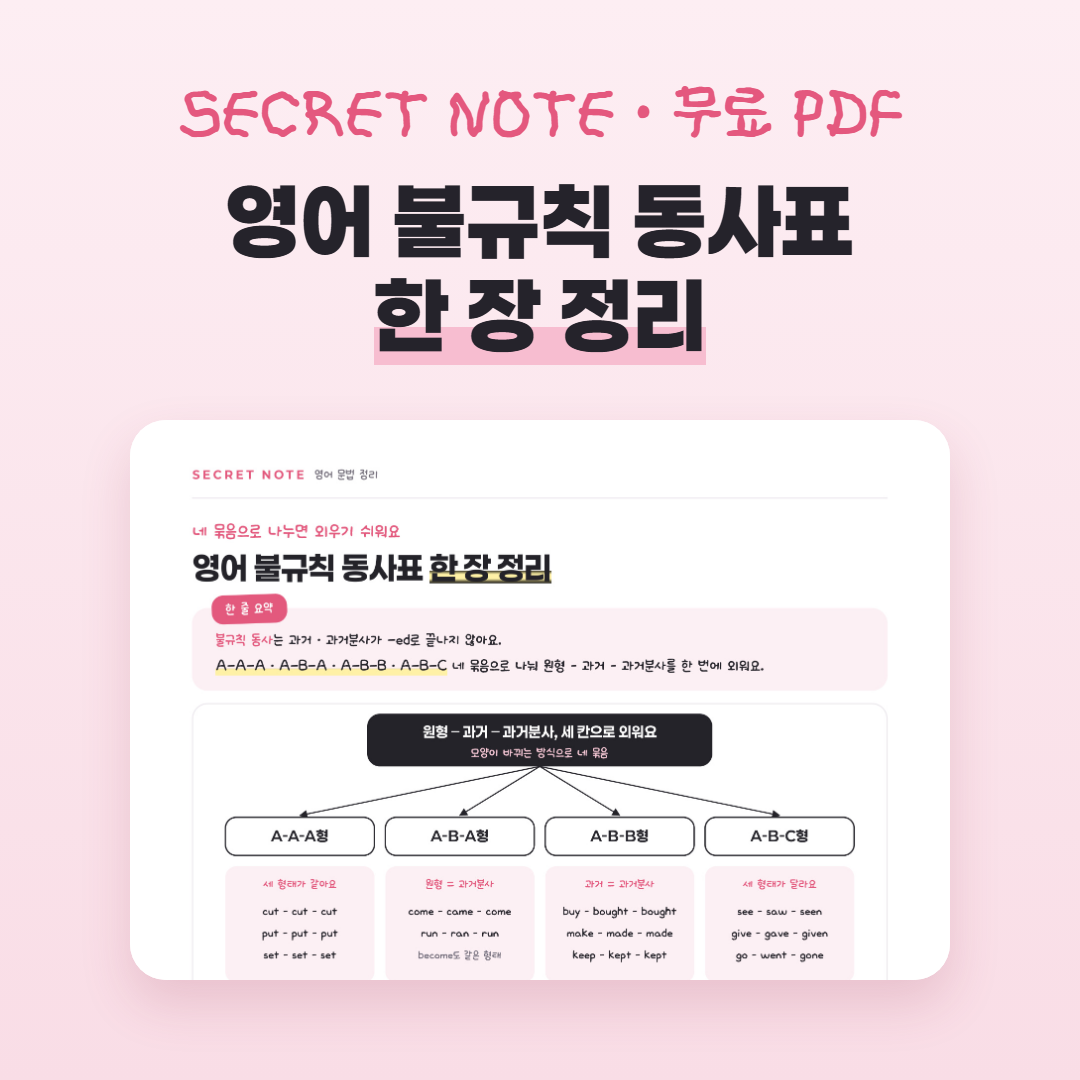 SECRET NOTE · 무료 PDF
영어 불규칙 동사표
한 장 정리
SECRET NOTE 영어 문법 정리
네 묶음으로 나누면 외우기 쉬워요
영어 불규칙 동사표 한 장 정리
한 줄 요약
불규칙 동사는 과거 · 과거분사가 -ed로 끝나지 않아요.
A-A-A · A-B-A · A-B-B · A-B-C 네 묶음으로 나눠 원형 - 과거 - 과거분사를 한 번에 외워요.
원형 – 과거 – 과거분사, 세 칸으로 외워요
모양이 바뀌는 방식으로 네 묶음
A-A-A형 A-B-A형 A-B-B형 A-B-C형
세 형태가 같아요 원형 = 과거분사 과거 = 과거분사 세 형태가 달라요
cut - cut - cut come - came - come buy - bought - bought see - saw - seen
put - put - put run - ran - run make - made - made give - gave - given
set - set - set become도 같은 형태 keep - kept - kept go - went - gone